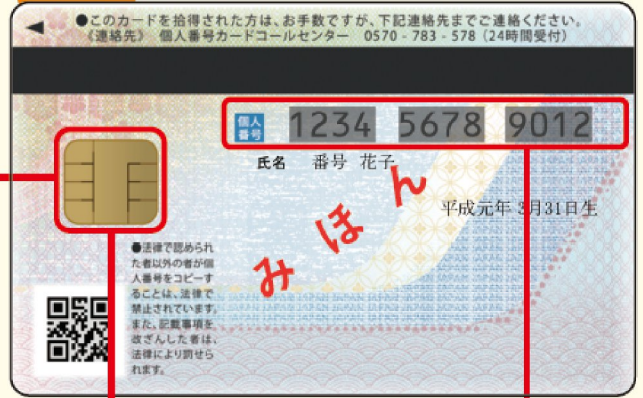 ●このカードを拾得された方は、お手数ですが、下記連絡先までご連絡ください。
《連絡先》 個人番号カードコールセンター 0570-783-578（24時間受付）
個人番号 1234 5678 9012
氏名 番号 花子
平成元年 3月31日生
みほん
●法律で認められ
た者以外の者が個
人番号をコピーす
ることは、法律で
禁止されています。
また、記載事項を
改ざんした者は、
法律により罰せら
れます。